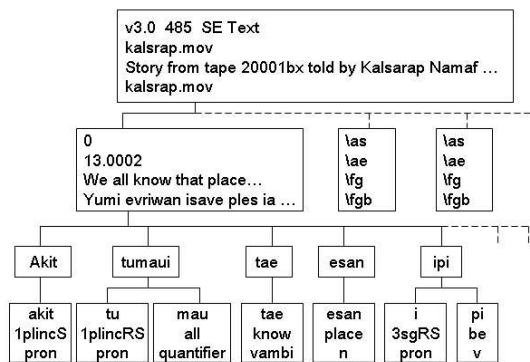 v3.0 485 SE Text
kalsrap.mov
Story from tape 20001bx told by Kalsarap Namaf ...
kalsrap.mov
0
13.0002
We all know that place...
Yumi evriwan isave ples ia ...
\as
\ae
\fg
\fgb
\as
\ae
\fg
\fgb
Akit
tumaui
tae
esan
ipi
akit
1plincS
pron
tu
1plincRS
pron
mau
all
quantifier
tae
know
vambi
esan
place
n
i
3sgRS
pron
pi
be
v